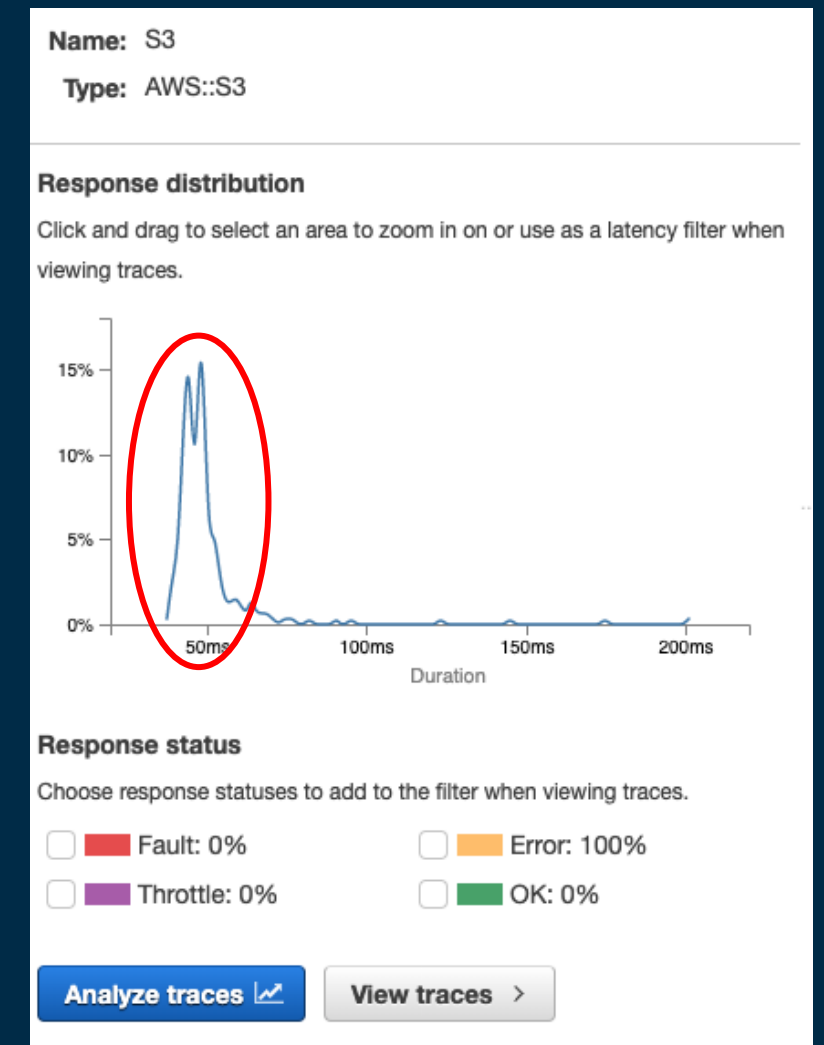 Name: S3
Type: AWS::S3
Response distribution
Click and drag to select an area to zoom in on or use as a latency filter when
viewing traces.
15%
10%
5%
0%
50ms 100ms 150ms 200ms
Duration
Response status
Choose response statuses to add to the filter when viewing traces.
Fault: 0% Error: 100%
Throttle: 0% OK: 0%
Analyze traces View traces